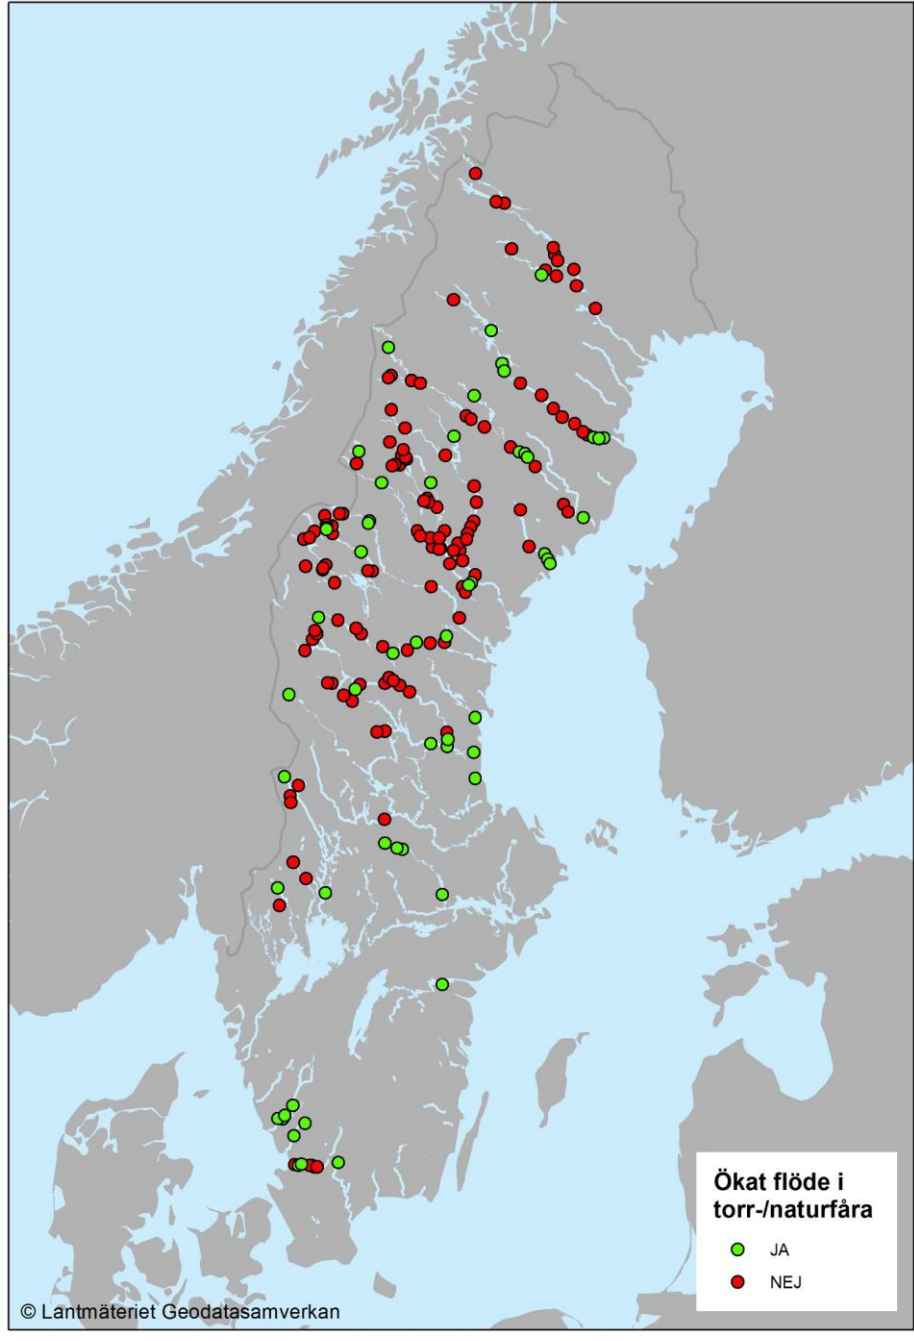 Ökat flöde i
torr-/naturfåra
JA
NEJ
© Lantmäteriet Geodatasamverkan